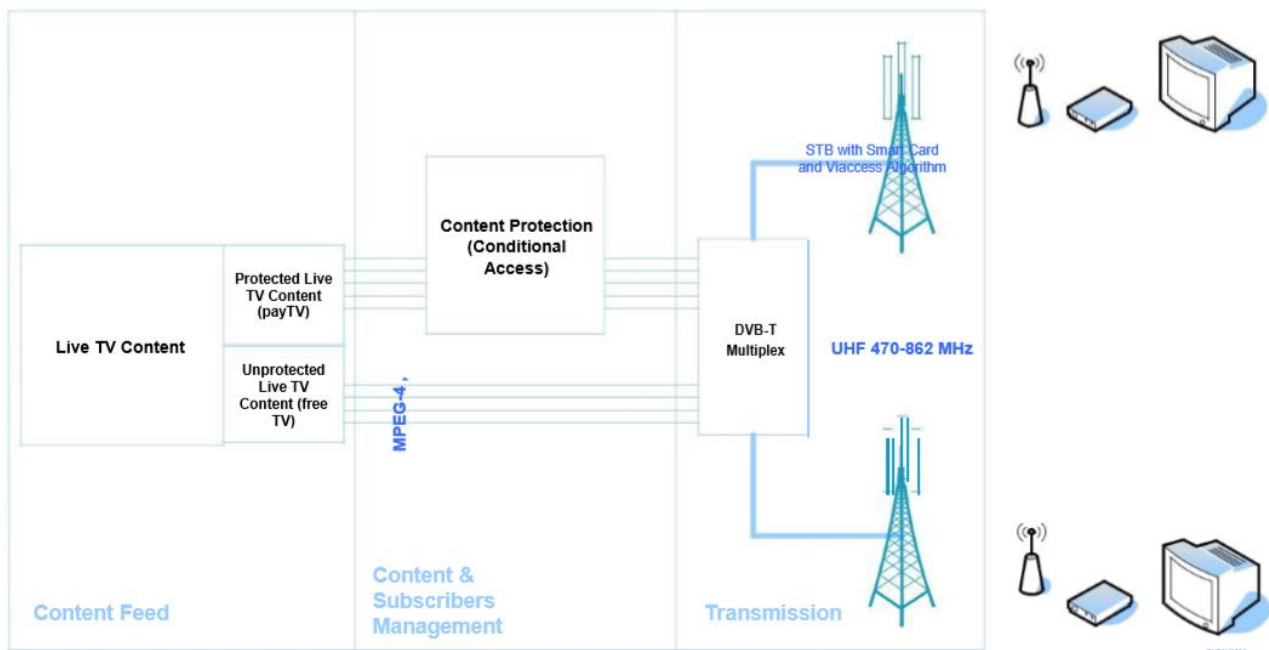 STB with Smart Card
and Viaccess Algorithm
Content Protection
(Conditional
Access)
Protected Live
TV Content
(payTV)
Live TV Content
DVB-T
Multiplex
UHF 470-862 MHz
Unprotected
Live TV
Content (free
TV)
MPEG-4 ,
Content Feed
Content &
Subscribers
Management
Transmission